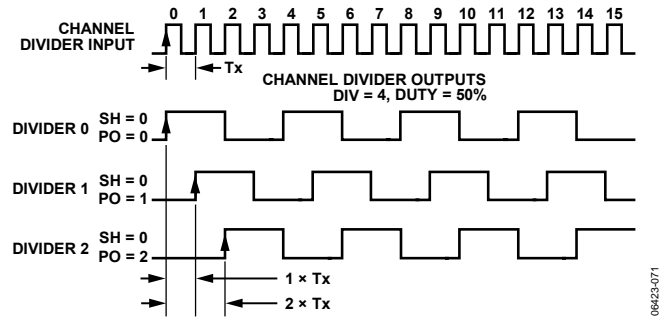 0 1 2 3 4 5 6 7 8 9 10 11 12 13 14 15
CHANNEL
DIVIDER INPUT
Tx
CHANNEL DIVIDER OUTPUTS
DIV = 4, DUTY = 50%
DIVIDER 0
SH = 0
PO = 0
DIVIDER 1
SH = 0
PO = 1
DIVIDER 2
SH = 0
PO = 2
1 × Tx
2 × Tx
06423-071